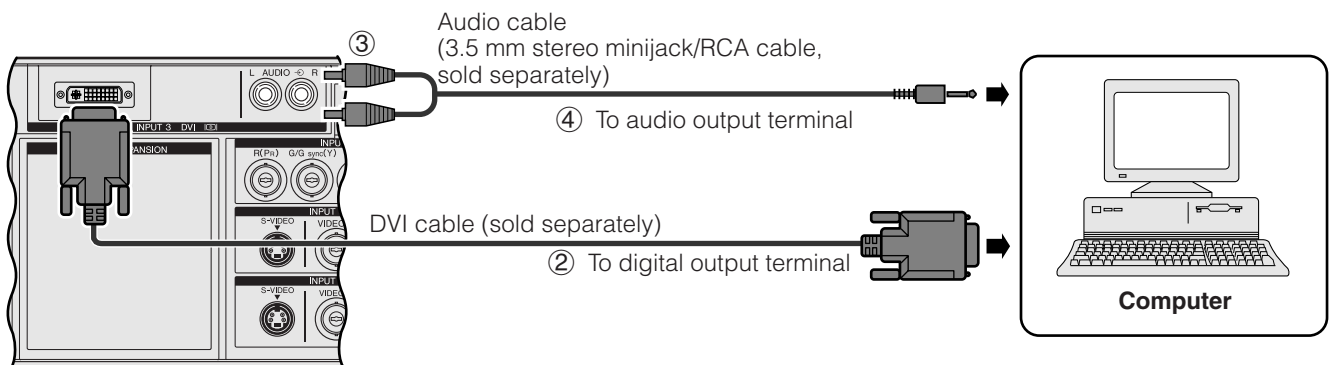 Audio cable
(3.5 mm stereo minijack/RCA cable,
sold separately)
③
L AUDIO R
④ To audio output terminal
INPUT 3 DVI
ANSION
INPU
R(PR) G/G sync(Y)
INPUT
S-VIDEO VIDEO
DVI cable (sold separately)
② To digital output terminal
INPUT
S-VIDEO VIDEO
Computer